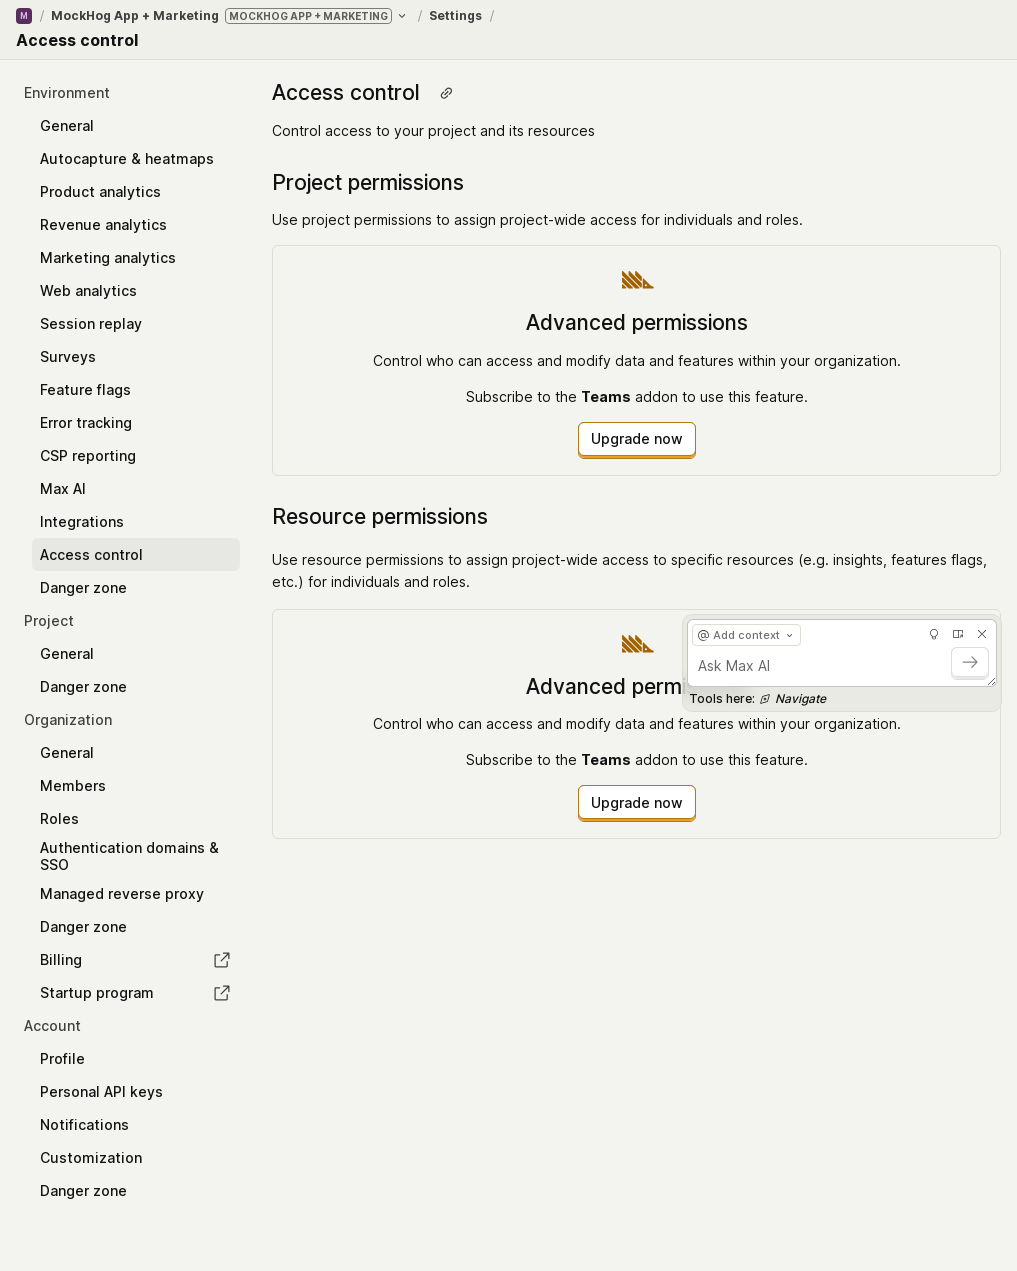 M / MockHog App + Marketing MOCKHOG APP + MARKETING / Settings /
Access control
Environment
General
Autocapture & heatmaps
Product analytics
Revenue analytics
Marketing analytics
Web analytics
Session replay
Surveys
Feature flags
Error tracking
CSP reporting
Max AI
Integrations
Access control
Danger zone
Project
General
Danger zone
Organization
General
Members
Roles
Authentication domains &
SSO
Managed reverse proxy
Danger zone
Billing
Startup program
Account
Profile
Personal API keys
Notifications
Customization
Danger zone
Access control
Control access to your project and its resources
Project permissions
Use project permissions to assign project-wide access for individuals and roles.
Advanced permissions
Control who can access and modify data and features within your organization.
Subscribe to the Teams addon to use this feature.
Upgrade now
Resource permissions
Use resource permissions to assign project-wide access to specific resources (e.g. insights, features flags,
etc.) for individuals and roles.
Advanced permi
Control who can access and modify data and features within your organization.
Subscribe to the Teams addon to use this feature.
Upgrade now
@ Add context
Ask Max AI
Tools here: Navigate